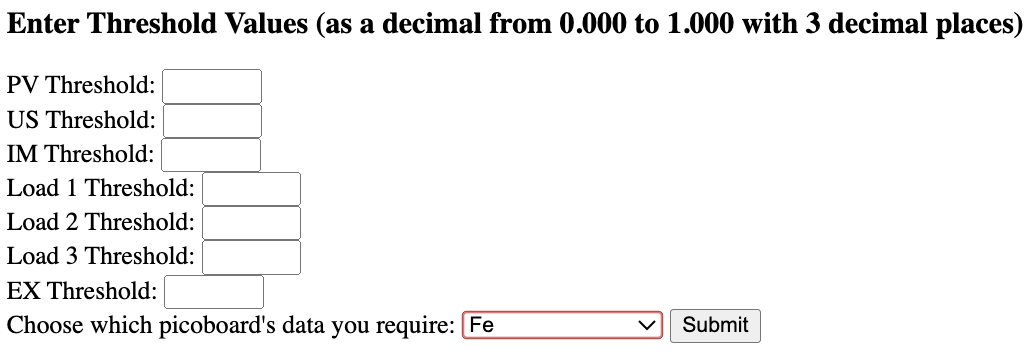 Enter Threshold Values (as a decimal from 0.000 to 1.000 with 3 decimal places)
PV Threshold:
US Threshold:
IM Threshold:
Load 1 Threshold:
Load 2 Threshold:
Load 3 Threshold:
EX Threshold:
Choose which picoboard's data you require: Fe Submit